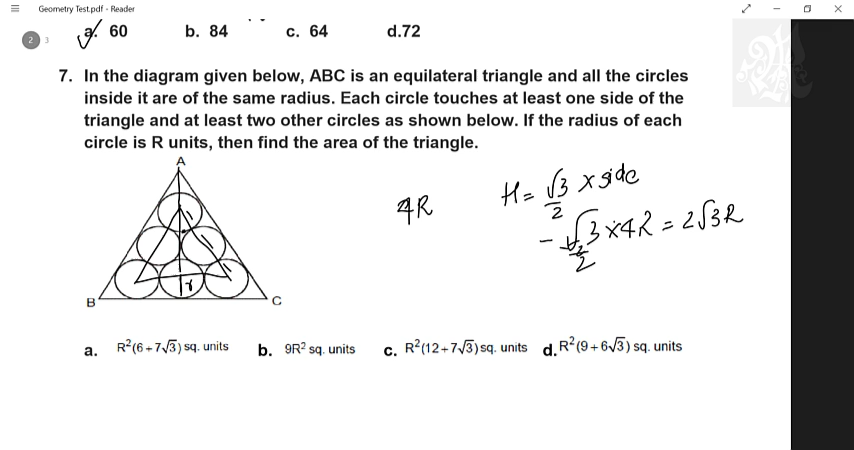 Geometry Test.pdf - Reader
2 3
a. 60 b. 84 c. 64 d.72
7. In the diagram given below, ABC is an equilateral triangle and all the circles
inside it are of the same radius. Each circle touches at least one side of the
triangle and at least two other circles as shown below. If the radius of each
circle is R units, then find the area of the triangle.
A
4R
H = √3/2 x side
- √3/2 x 4R = 2√3R
r
B C
a. R²(6+7√3) sq. units b. 9R² sq. units c. R²(12+7√3) sq. units d. R²(9+6√3) sq. units